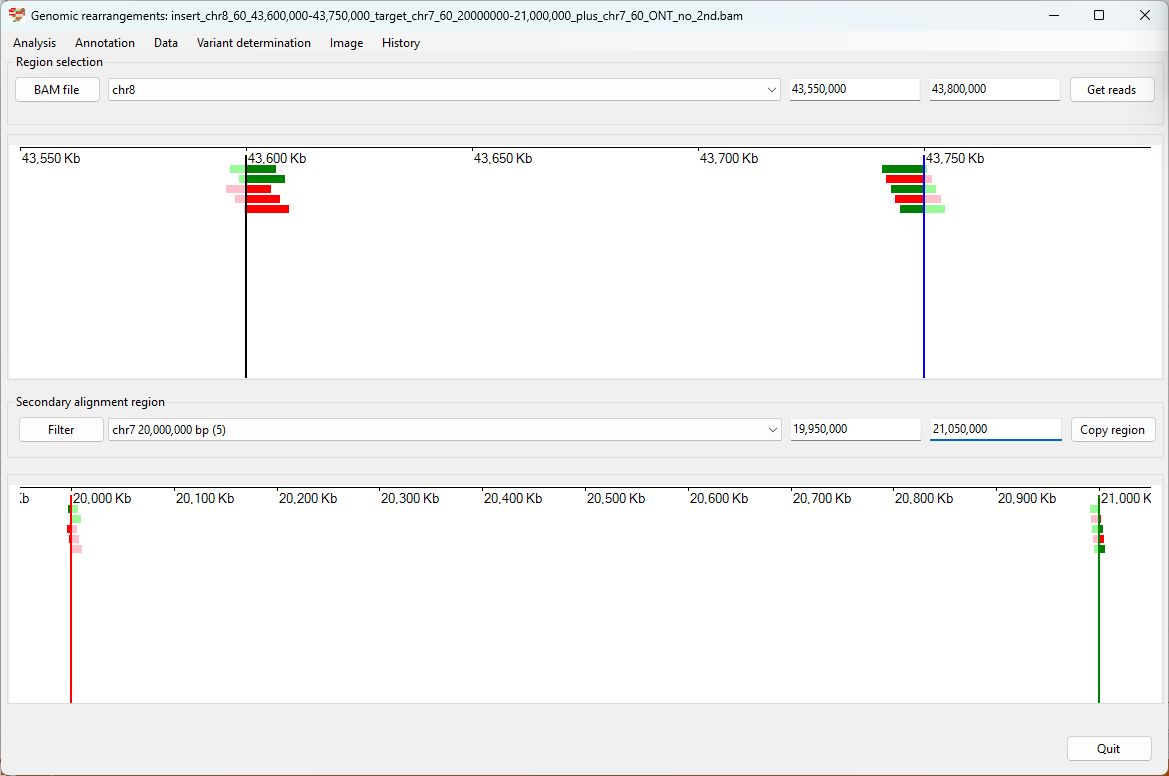 Genomic rearrangements: insert_chr8_60_43,600,000-43,750,000_target_chr7_60_20000000-21,000,000_plus_chr7_60_ONT_no_2nd.bam
Analysis Annotation Data Variant determination Image History
Region selection
BAM file chr8 43,550,000 43,800,000 Get reads
43,550 Kb 43,600 Kb 43,650 Kb 43,700 Kb 43,750 Kb
Secondary alignment region
Filter chr7 20,000,000 bp (5) 19,950,000 21,050,000 Copy region
b 20,000 Kb 20,100 Kb 20,200 Kb 20,300 Kb 20,400 Kb 20,500 Kb 20,600 Kb 20,700 Kb 20,800 Kb 20,900 Kb 21,000 K
Quit